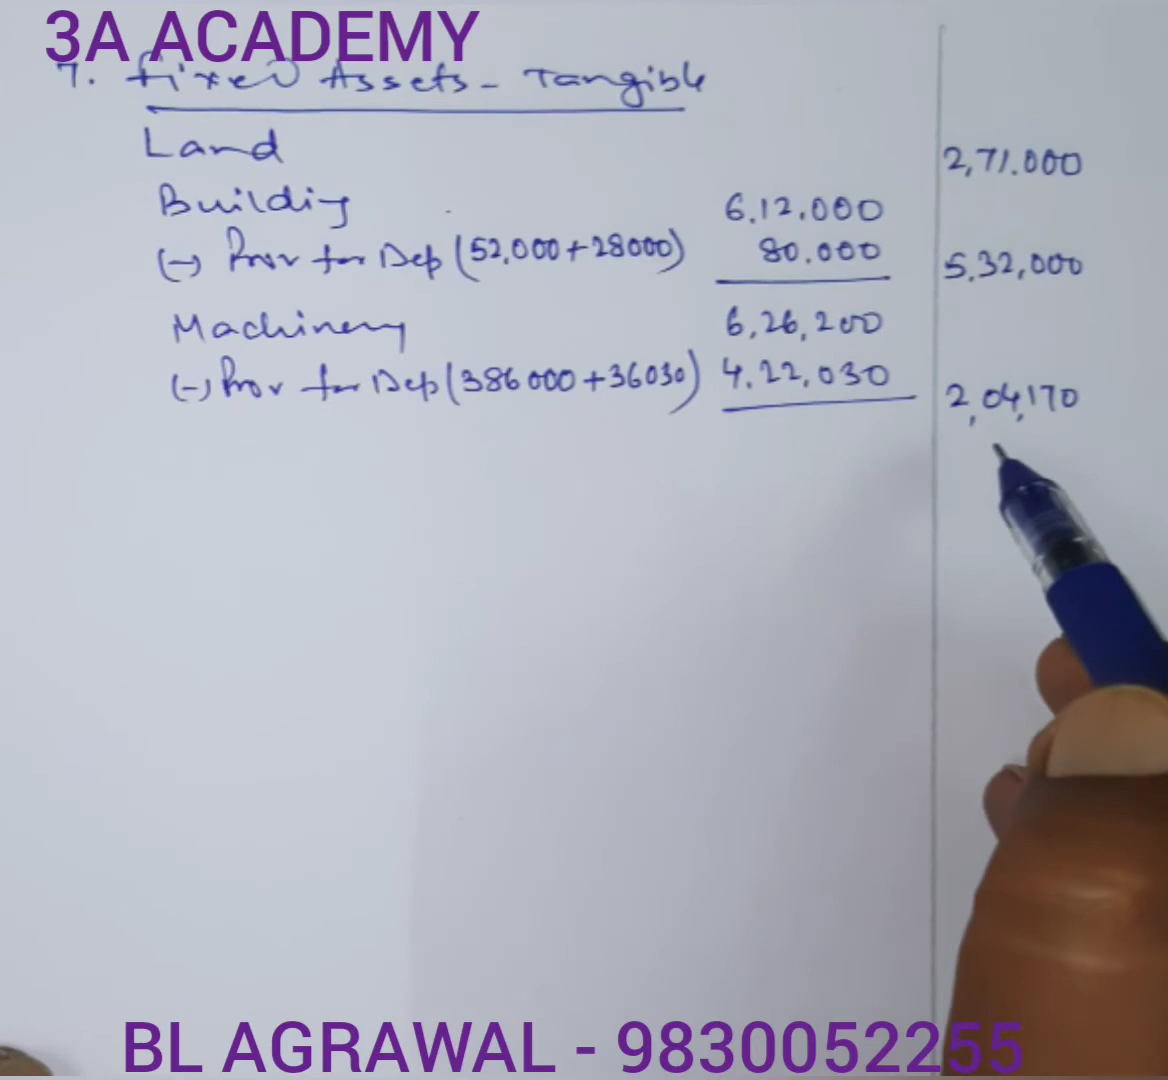 3A ACADEMY
7. Fixed Assets - Tangible
Land 2,71.000
Building 6.12.000
(-) Prov for Dep (52,000+28000) 80.000 5,32,000
Machinery 6,26,200
(-) Prov for Dep (386000+36030) 4,22,030 2,04,170
BL AGRAWAL - 9830052255